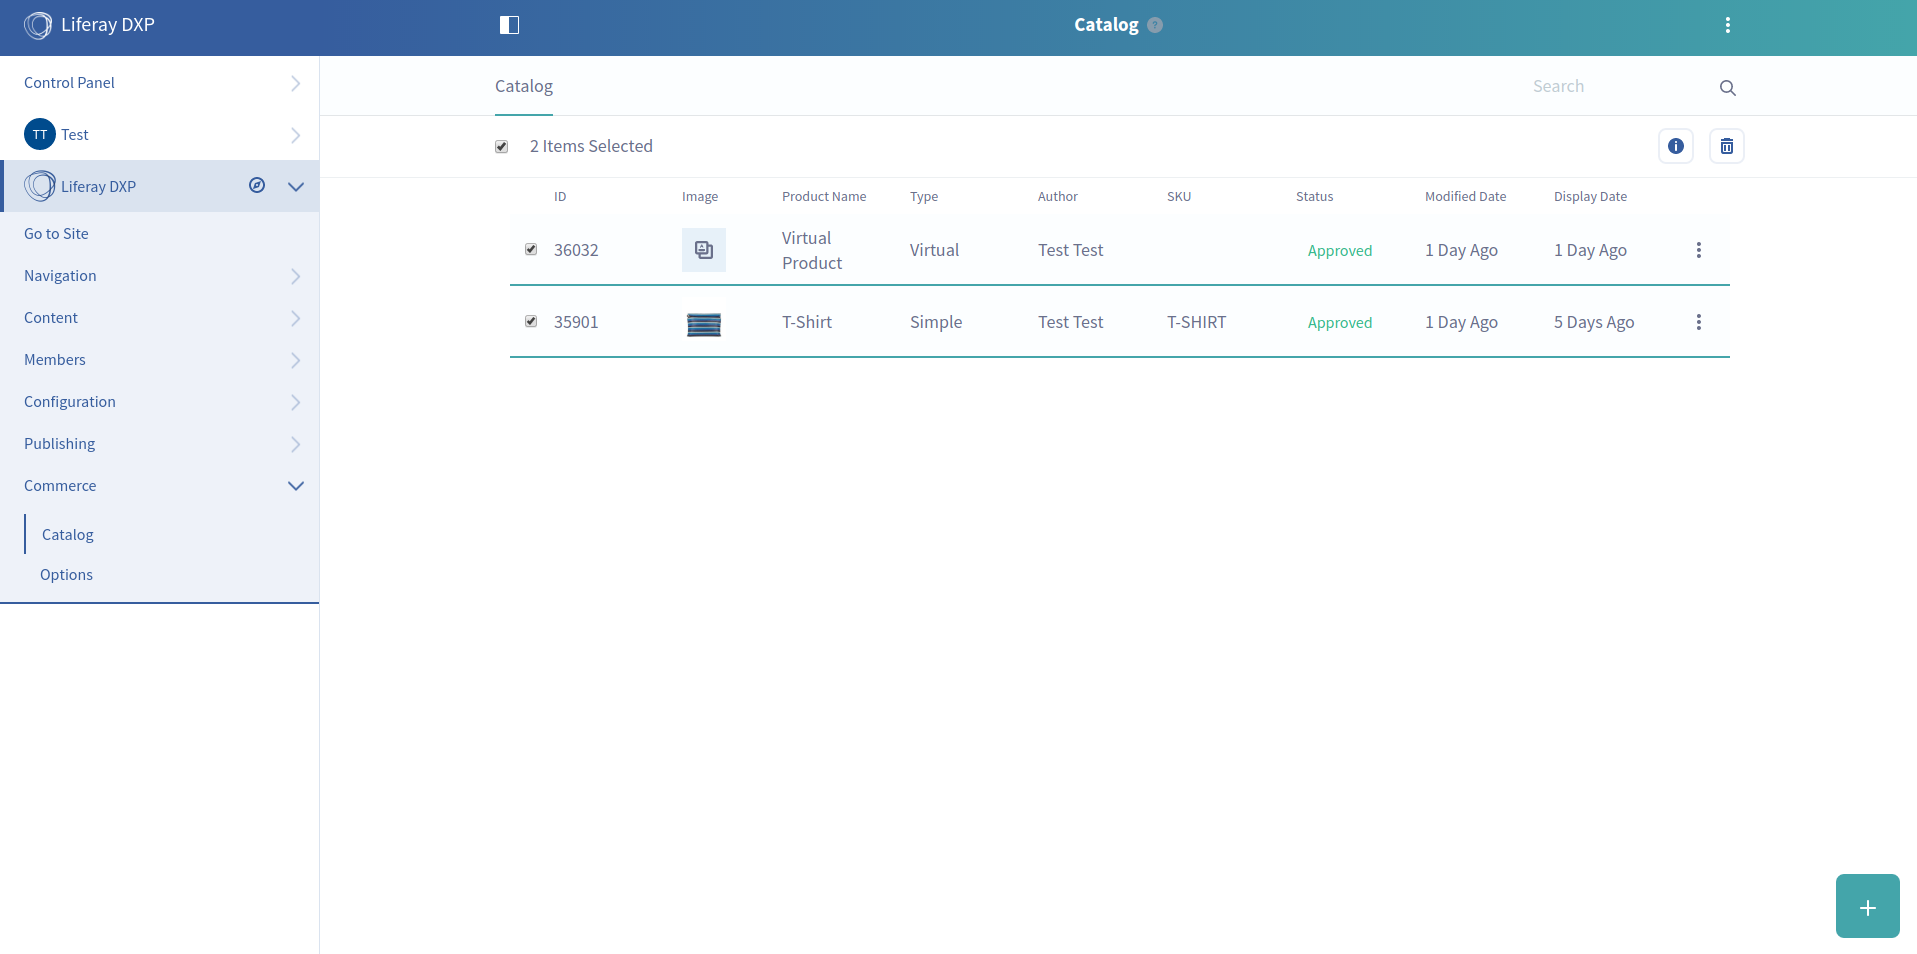 Liferay DXP
Catalog ?
Control Panel
TT Test
Liferay DXP
Go to Site
Navigation
Content
Members
Configuration
Publishing
Commerce
Catalog
Options
Catalog
Search
2 Items Selected
ID Image Product Name Type Author SKU Status Modified Date Display Date
36032 Virtual Product Virtual Test Test Approved 1 Day Ago 1 Day Ago
35901 T-Shirt Simple Test Test T-SHIRT Approved 1 Day Ago 5 Days Ago